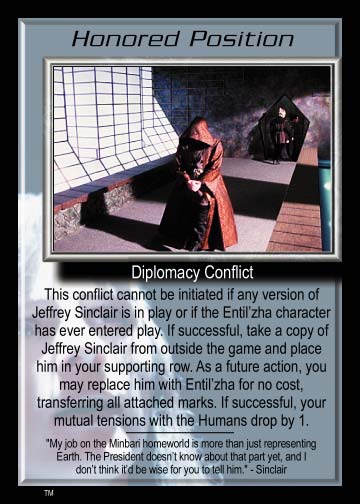 Honored Position
Diplomacy Conflict
This conflict cannot be initiated if any version of
Jeffrey Sinclair is in play or if the Entil'zha character
has ever entered play. If successful, take a copy of
Jeffrey Sinclair from outside the game and place
him in your supporting row. As a future action, you
may replace him with Entil'zha for no cost,
transferring all attached marks. If successful, your
mutual tensions with the Humans drop by 1.
"My job on the Minbari homeworld is more than just representing
Earth. The President doesn't know about that part yet, and I
don't think it'd be wise for you to tell him." - Sinclair
TM